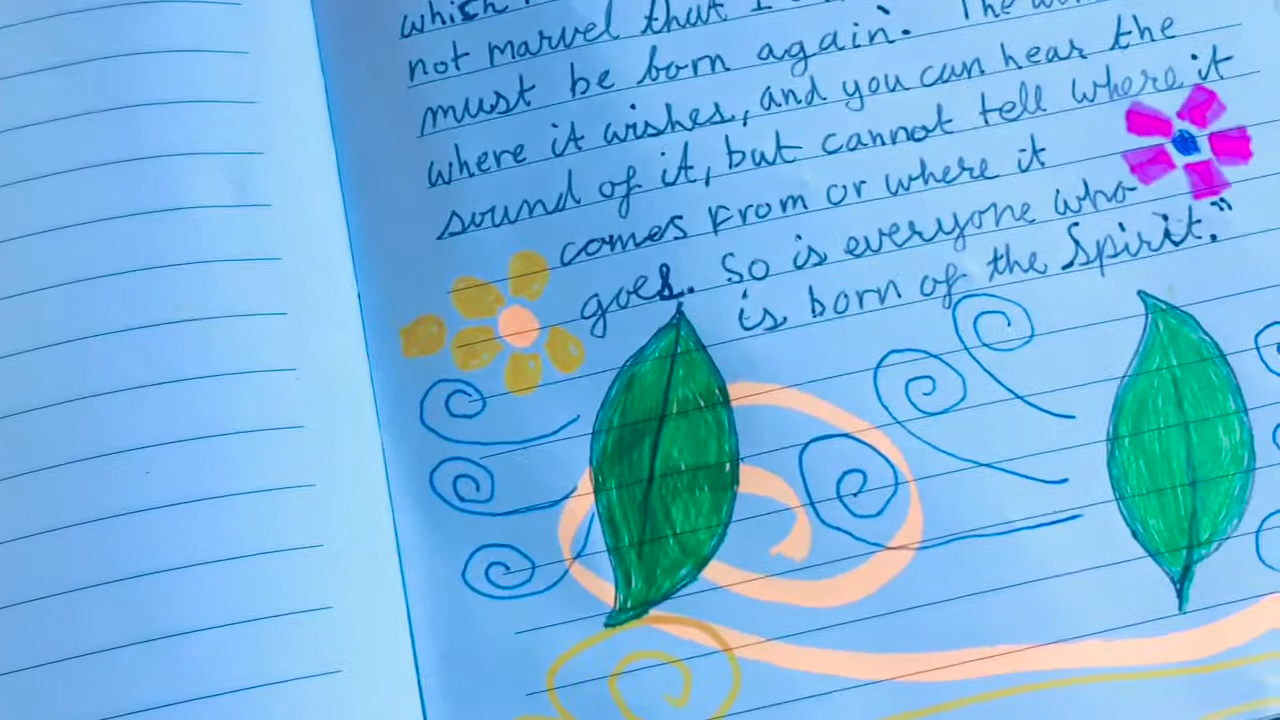 which
not marvel that I
must be born again. The
where it wishes, and you can hear the
sound of it, but cannot tell where it
comes from or where it
goes. So is everyone who
is born of the Spirit."